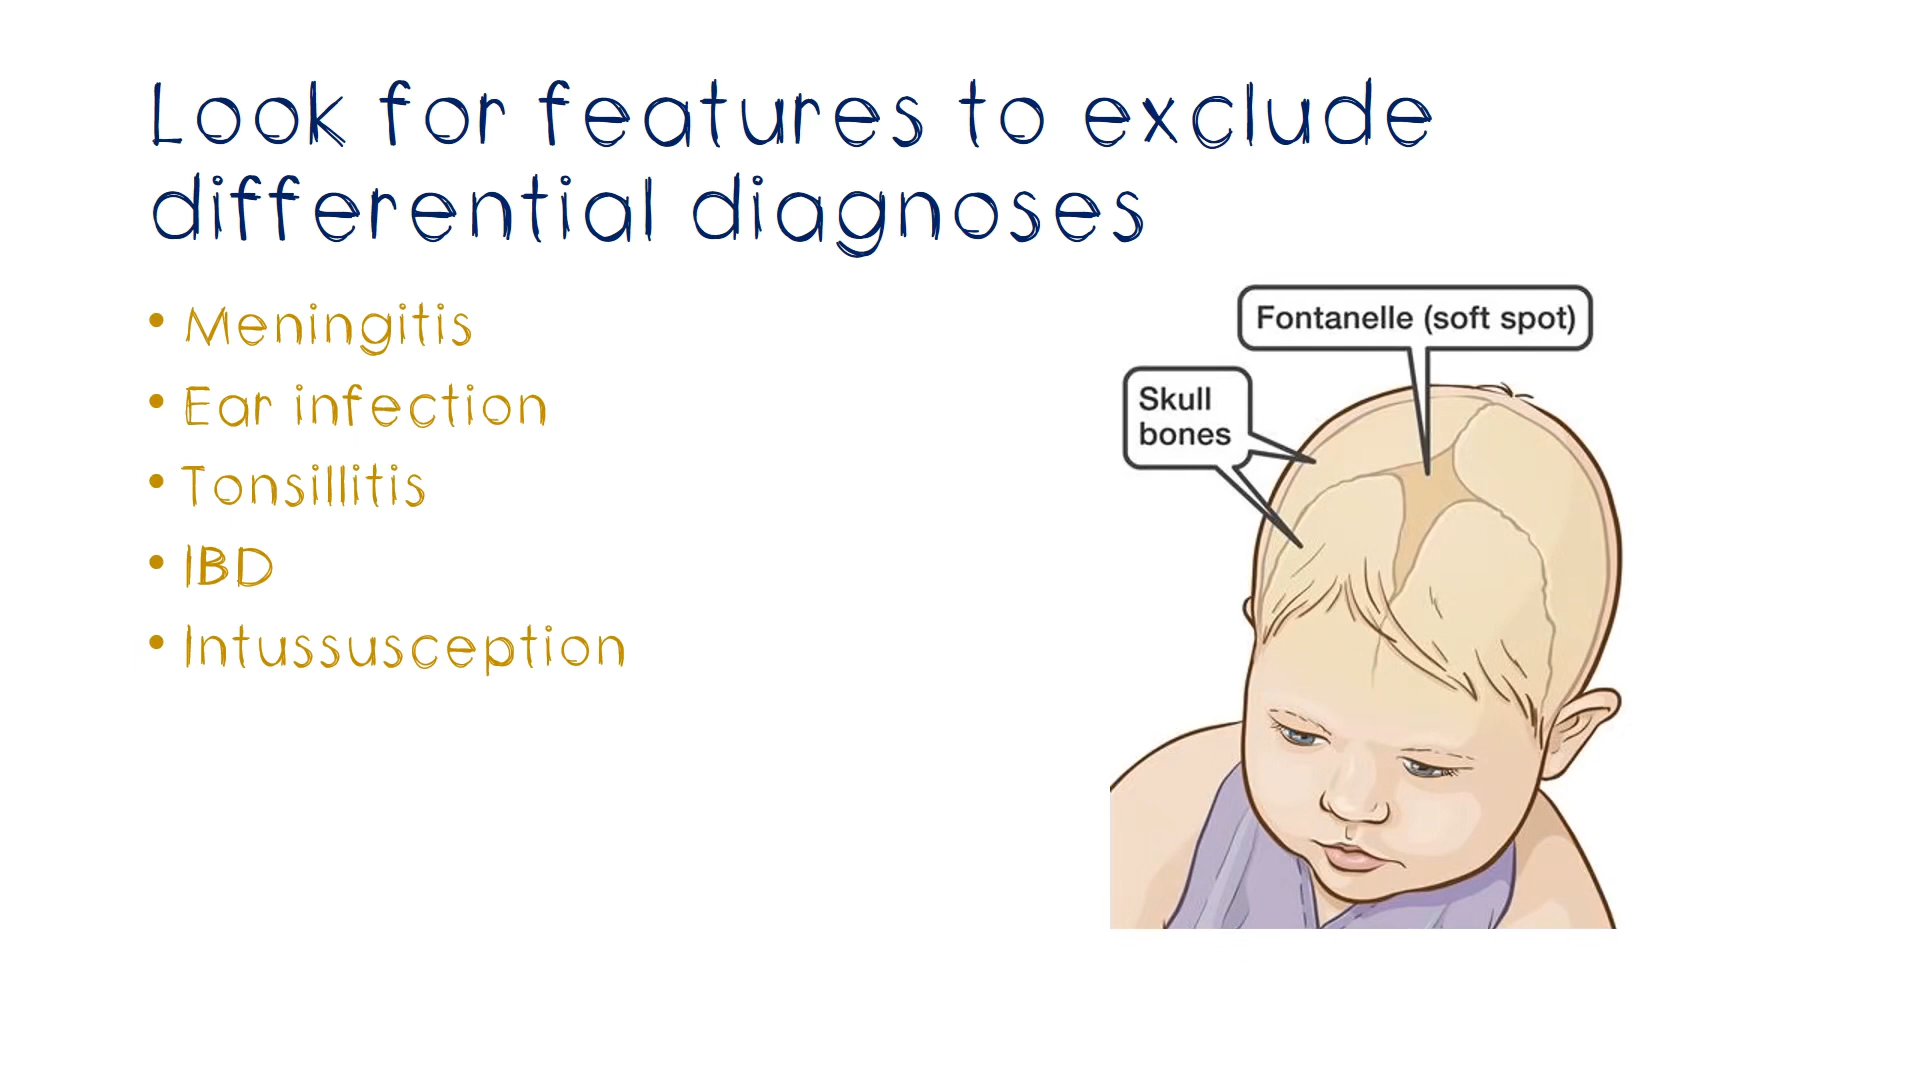 Look for features to exclude
differential diagnoses
• Meningitis
• Ear infection
• Tonsillitis
• IBD
• Intussusception
Fontanelle (soft spot)
Skull
bones